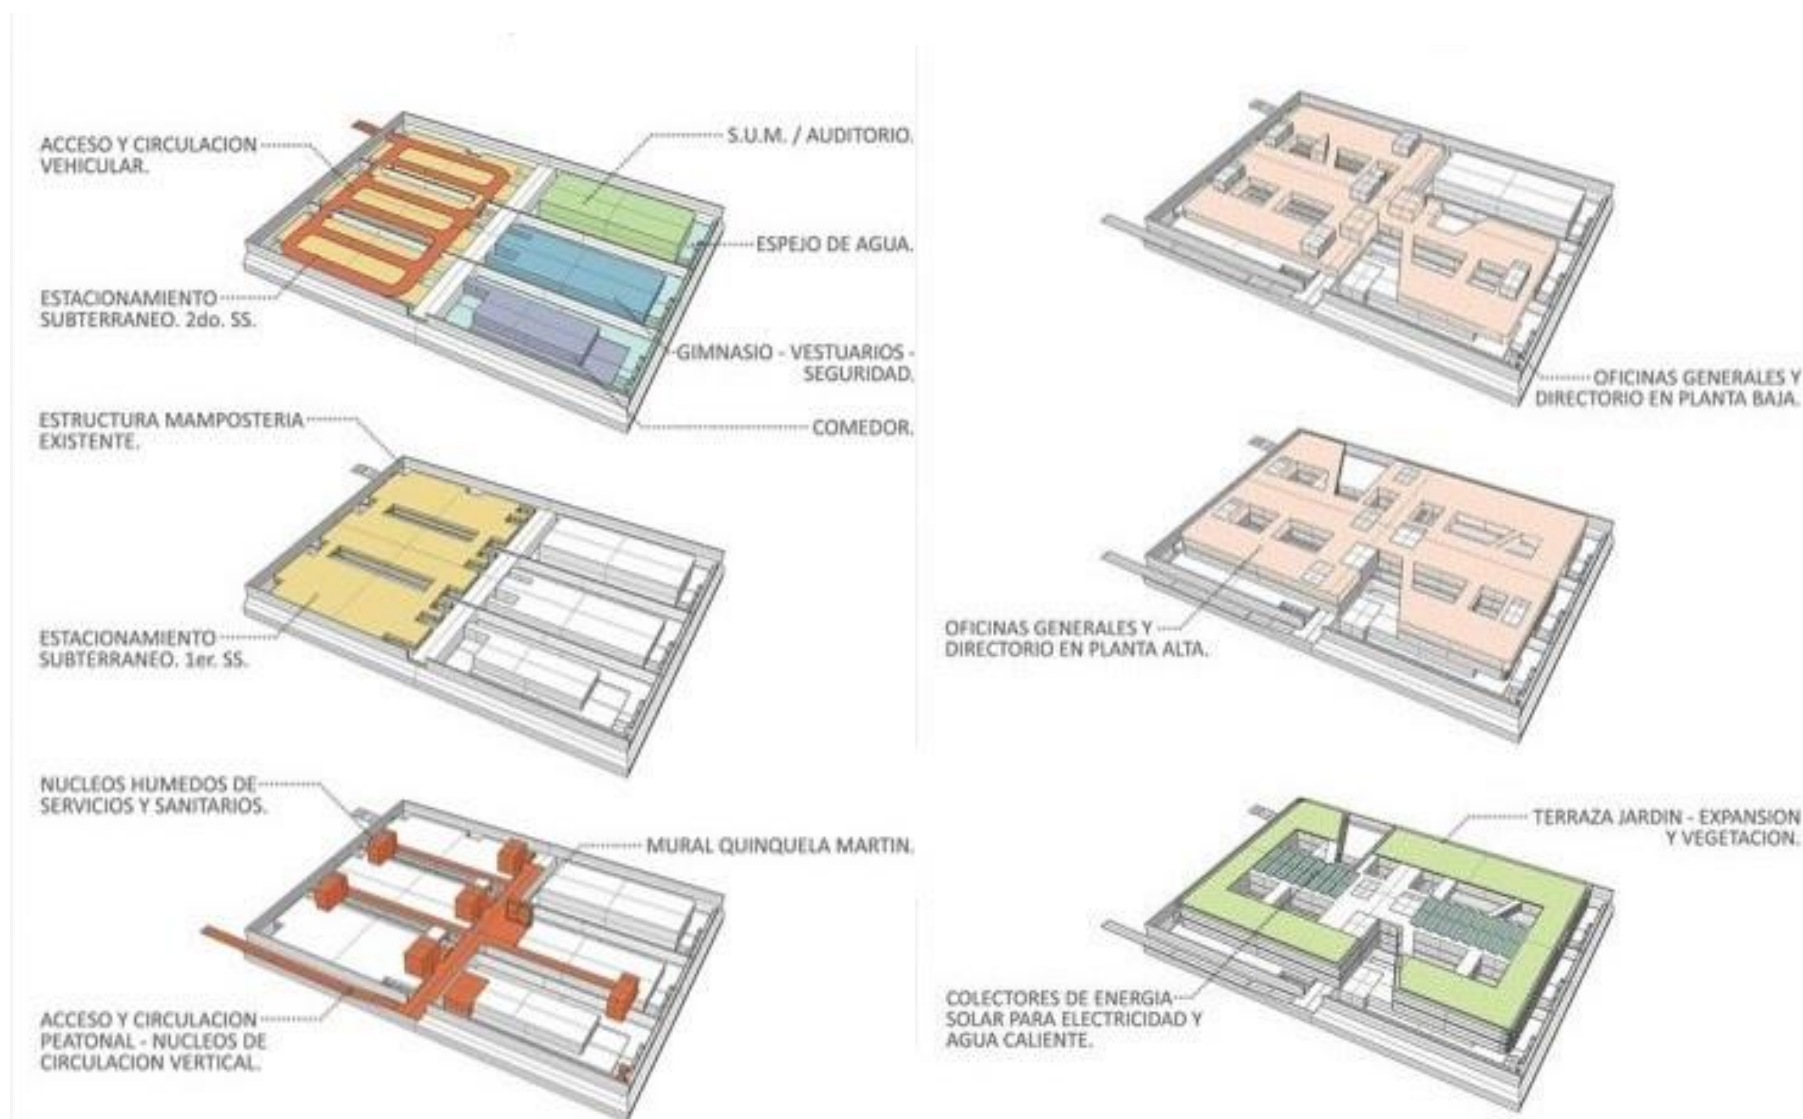 ACCESO Y CIRCULACION
VEHICULAR.
S.U.M. / AUDITORIO.
ESPEJO DE AGUA.
ESTACIONAMIENTO
SUBTERRANEO. 2do. SS.
GIMNASIO - VESTUARIOS -
SEGURIDAD.
COMEDOR.
ESTRUCTURA MAMPOSTERIA
EXISTENTE.
ESTACIONAMIENTO
SUBTERRANEO. 1er. SS.
NUCLEOS HUMEDOS DE
SERVICIOS Y SANITARIOS.
MURAL QUINQUELA MARTIN.
ACCESO Y CIRCULACION
PEATONAL - NUCLEOS DE
CIRCULACION VERTICAL.
OFICINAS GENERALES Y
DIRECTORIO EN PLANTA BAJA.
OFICINAS GENERALES Y
DIRECTORIO EN PLANTA ALTA.
TERRAZA JARDIN - EXPANSION
Y VEGETACION.
COLECTORES DE ENERGIA
SOLAR PARA ELECTRICIDAD Y
AGUA CALIENTE.